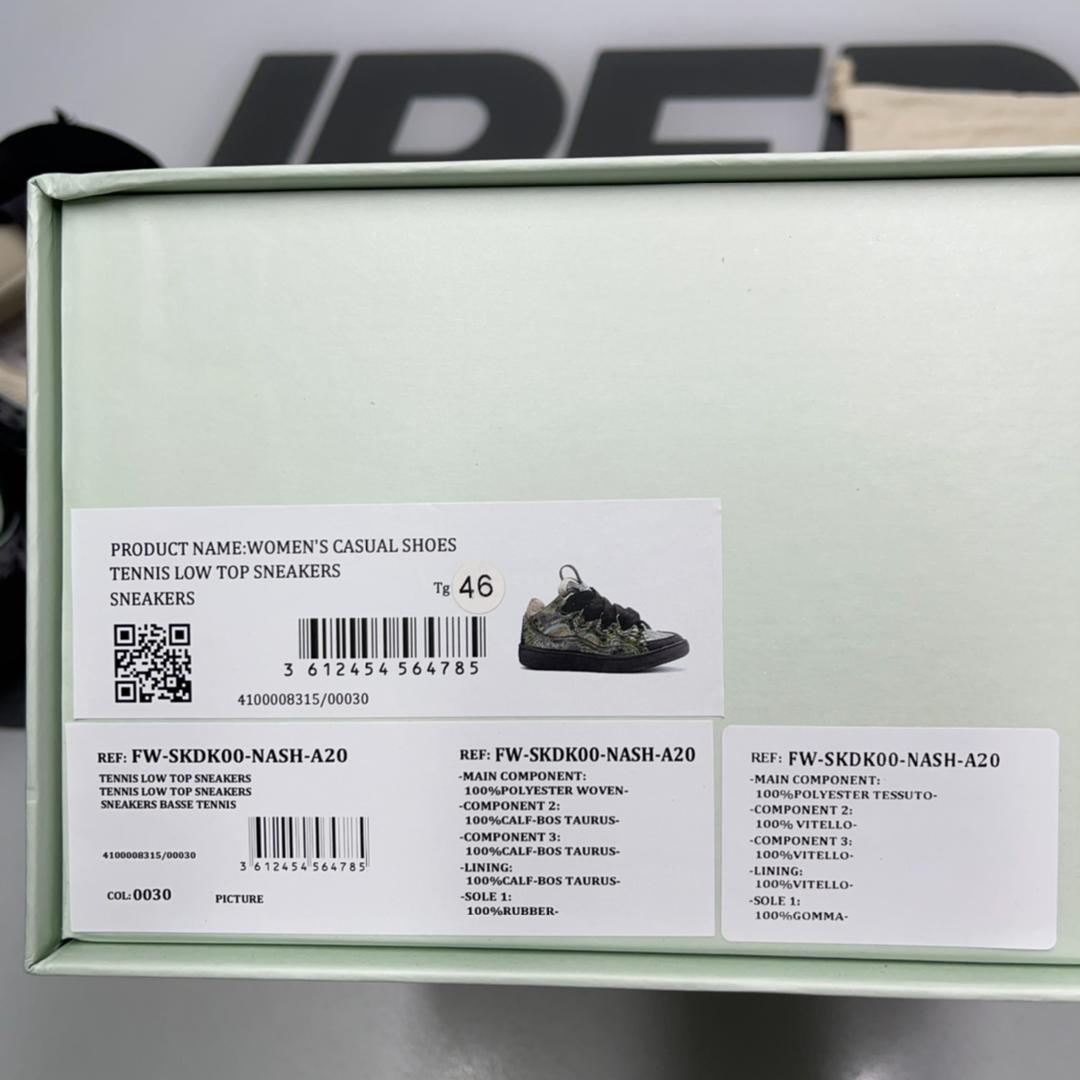 PRODUCT NAME:WOMEN'S CASUAL SHOES
TENNIS LOW TOP SNEAKERS
SNEAKERS
Tg 46
3 612454 564785
4100008315/00030
REF: FW-SKDK00-NASH-A20
TENNIS LOW TOP SNEAKERS
TENNIS LOW TOP SNEAKERS
SNEAKERS BASSE TENNIS
4100008315/00030
3 612454 564785
COL: 0030
PICTURE
REF: FW-SKDK00-NASH-A20
-MAIN COMPONENT:
100%POLYESTER WOVEN-
-COMPONENT 2:
100%CALF-BOS TAURUS-
-COMPONENT 3:
100%CALF-BOS TAURUS-
-LINING:
100%CALF-BOS TAURUS-
-SOLE 1:
100%RUBBER-
REF: FW-SKDK00-NASH-A20
-MAIN COMPONENT:
100%POLYESTER TESSUTO-
-COMPONENT 2:
100% VITELLO-
-COMPONENT 3:
100%VITELLO-
-LINING:
100%VITELLO-
-SOLE 1:
100%GOMMA-